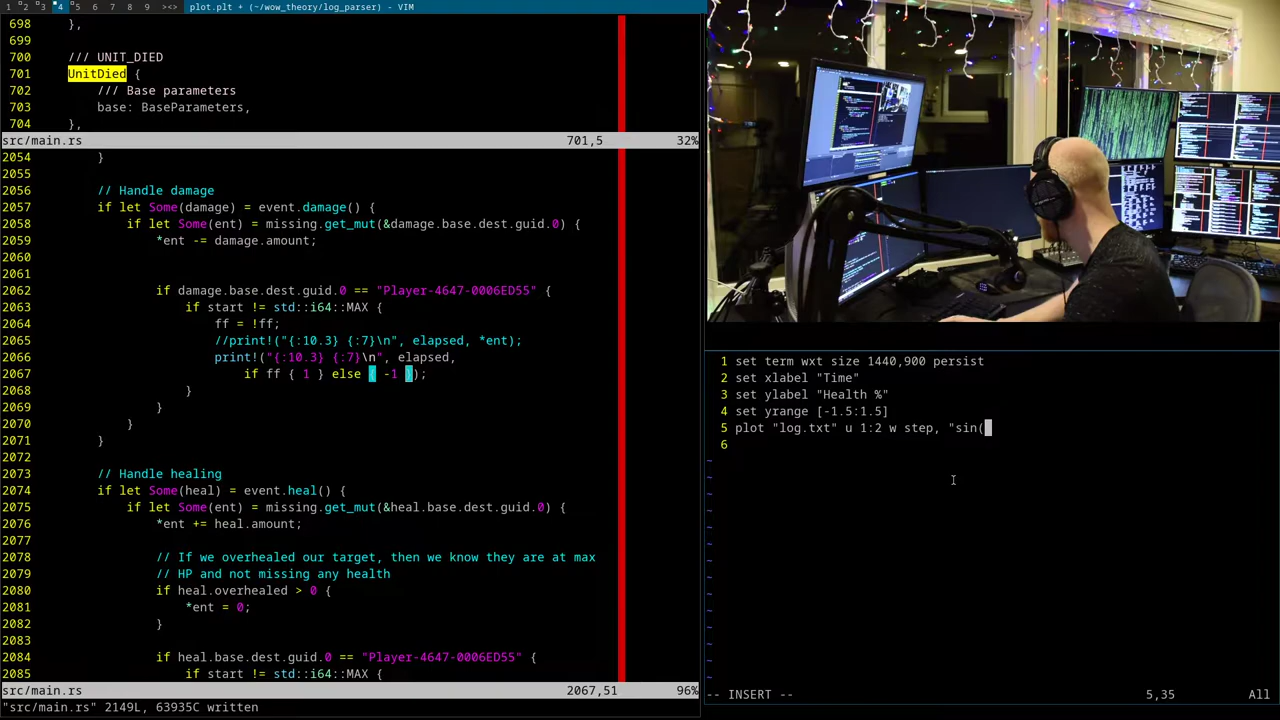 1 2 3 4 5 6 7 8 9 ><> plot.plt + (~/wow_theory/log_parser) - VIM
698 },
699
700 /// UNIT_DIED
701 UnitDied {
702 /// Base parameters
703 base: BaseParameters,
704 },
src/main.rs 701,5 32%
2054 }
2055
2056 // Handle damage
2057 if let Some(damage) = event.damage() {
2058 if let Some(ent) = missing.get_mut(&damage.base.dest.guid.0) {
2059 *ent -= damage.amount;
2060
2061
2062 if damage.base.dest.guid.0 == "Player-4647-0006ED55" {
2063 if start != std::i64::MAX {
2064 ff = !ff;
2065 //print!("{:10.3} {:7}\n", elapsed, *ent);
2066 print!("{:10.3} {:7}\n", elapsed,
2067 if ff { 1 } else { -1 });
2068 }
2069 }
2070 }
2071 }
2072
2073 // Handle healing
2074 if let Some(heal) = event.heal() {
2075 if let Some(ent) = missing.get_mut(&heal.base.dest.guid.0) {
2076 *ent += heal.amount;
2077
2078 // If we overhealed our target, then we know they are at max
2079 // HP and not missing any health
2080 if heal.overhealed > 0 {
2081 *ent = 0;
2082 }
2083
2084 if heal.base.dest.guid.0 == "Player-4647-0006ED55" {
2085 if start != std::i64::MAX {
src/main.rs 2067,51 96%
"src/main.rs" 2149L, 63935C written
1 set term wxt size 1440,900 persist
2 set xlabel "Time"
3 set ylabel "Health %"
4 set yrange [-1.5:1.5]
5 plot "log.txt" u 1:2 w step, "sin(
6
~
~
~
~
~
~
~
~
~
~
~
~
~
~
-- INSERT -- 5,35 All